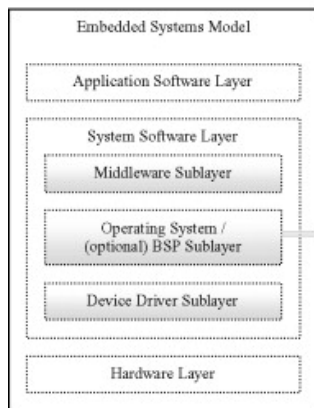 Embedded Systems Model
Application Software Layer
System Software Layer
Middleware Sublayer
Operating System /
(optional) BSP Sublayer
Device Driver Sublayer
Hardware Layer